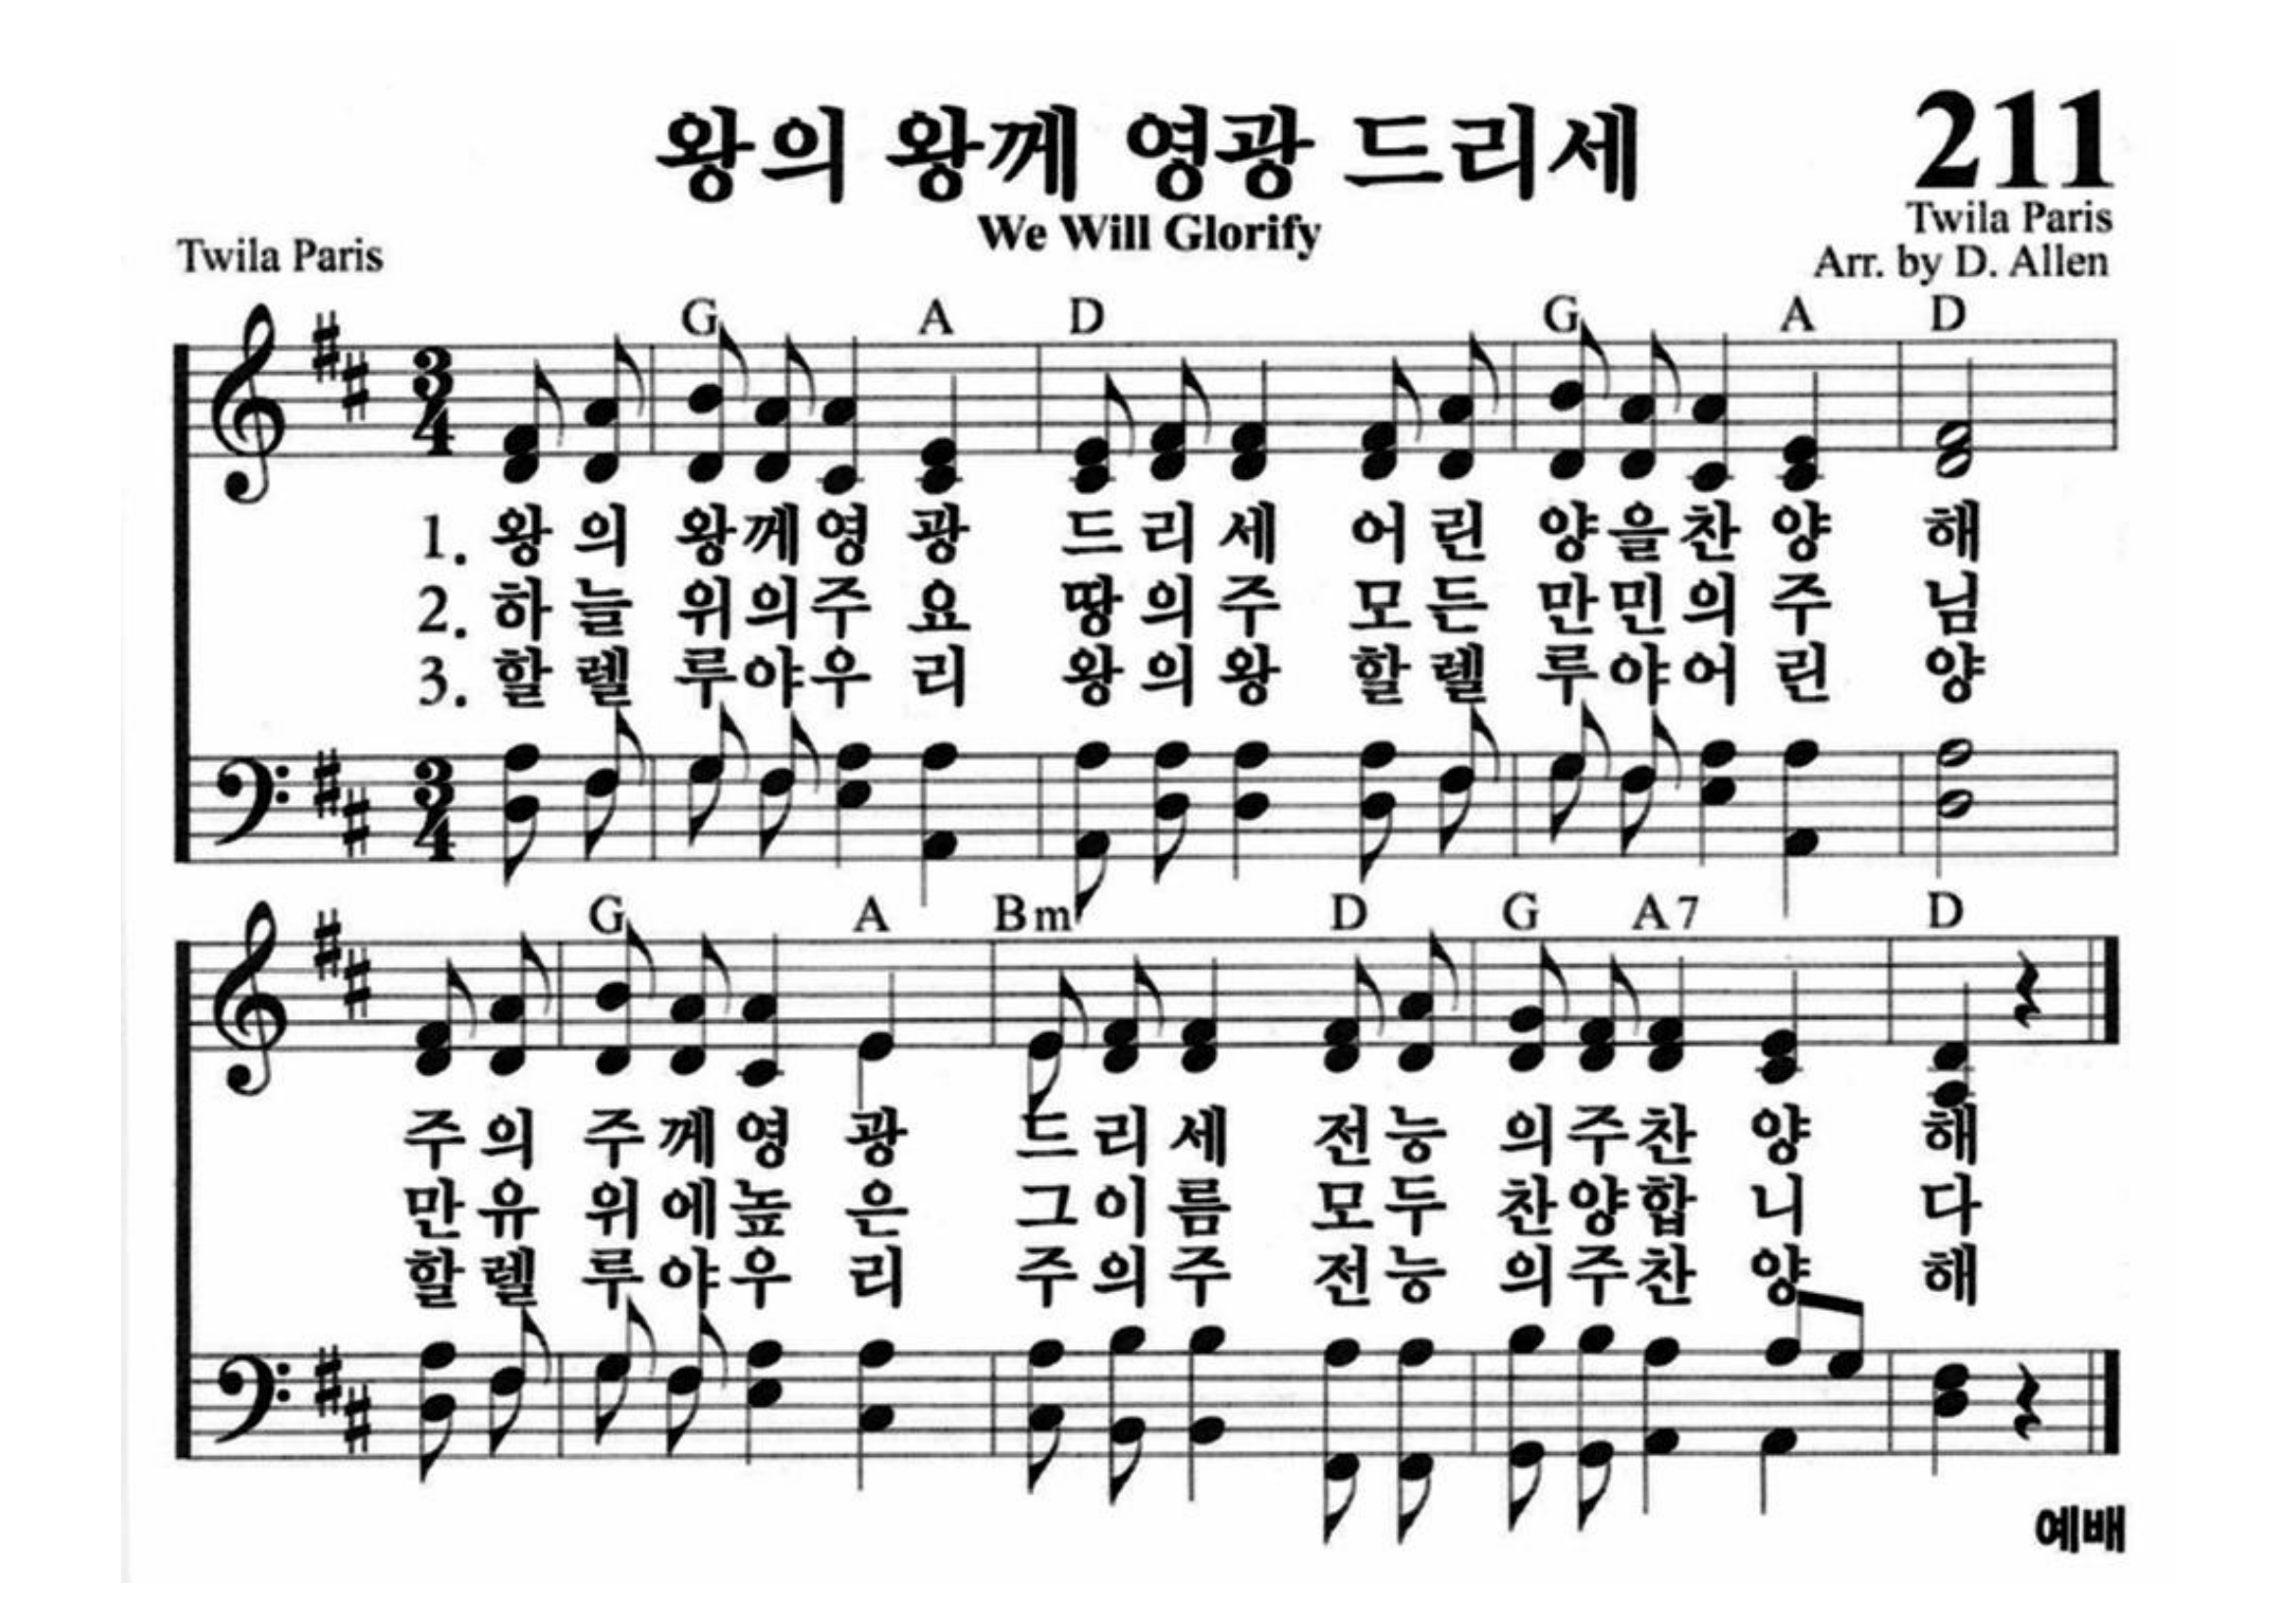 왕의 왕께 영광 드리세
211
We Will Glorify
Twila Paris
Twila Paris
Arr. by D. Allen
G A D G A D
1. 왕 의 왕께영 광 드리세 어린 양을찬 양 해
2. 하 늘 위의주 요 땅의주 모든 만민의 주 님
3. 할 렐 루야우 리 왕의왕 할렐 루야어 린 양
G A Bm D G A7 D
주의 주께영 광 드리세 전능 의주찬 양 해
만유 위에높 은 그이름 모두 찬양합 니 다
할렐 루야우 리 주의주 전능 의주찬 양 해
예배